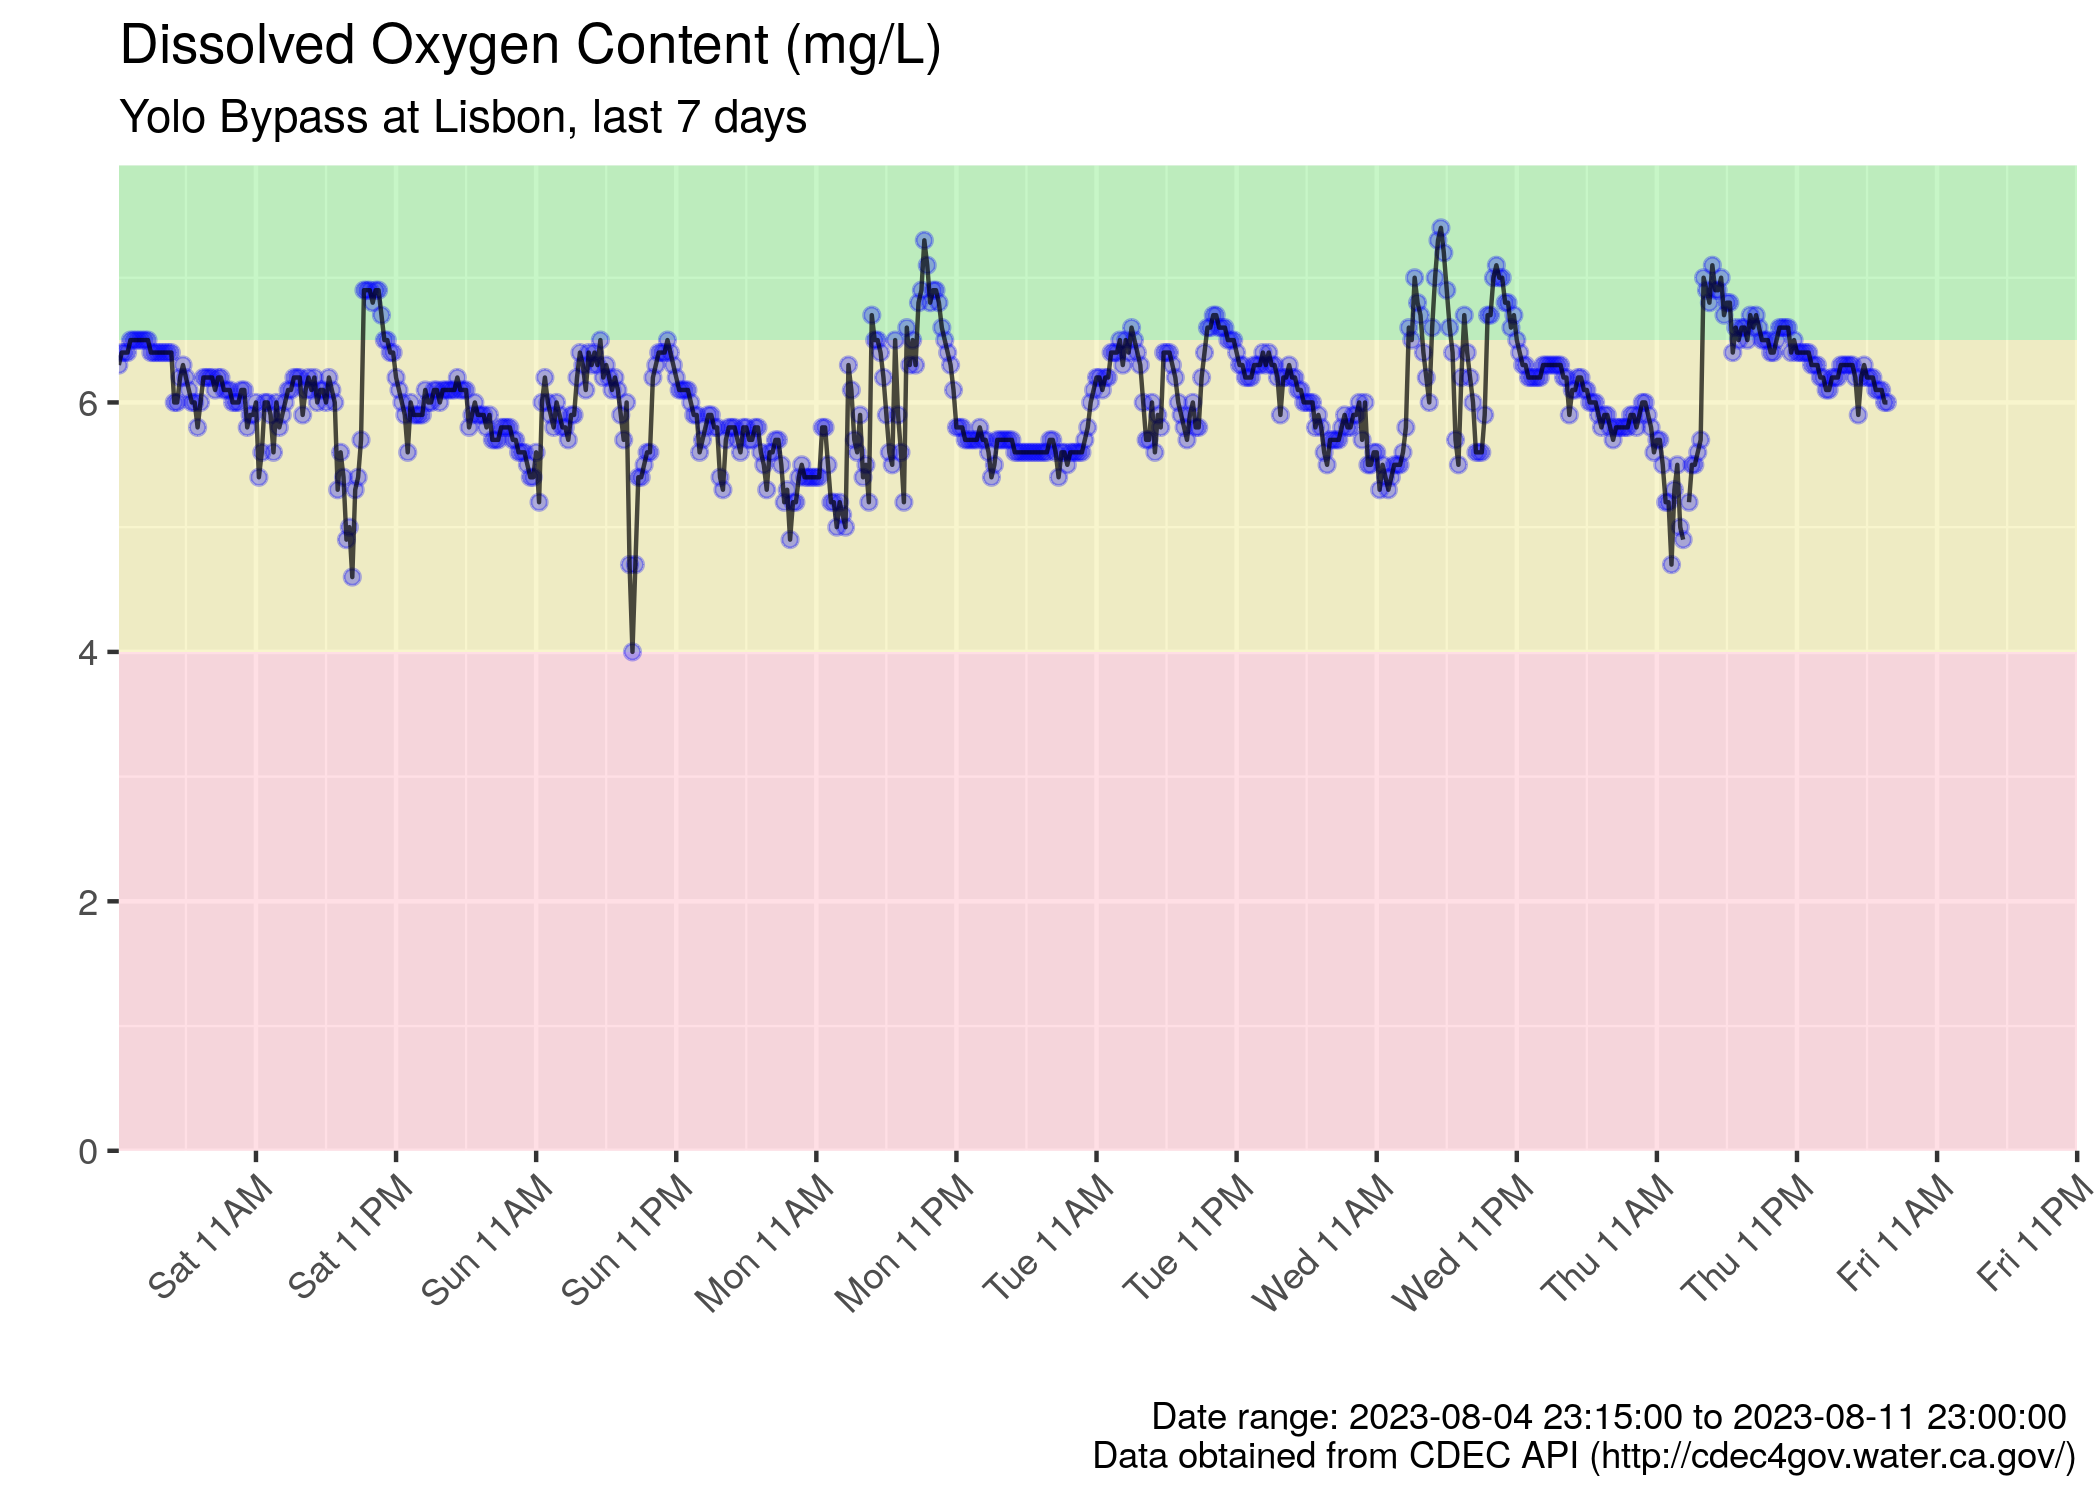 Dissolved Oxygen Content (mg/L)
Yolo Bypass at Lisbon, last 7 days
6
4
2
0
Sat 11AM
Sat 11PM
Sun 11AM
Sun 11PM
Mon 11AM
Mon 11PM
Tue 11AM
Tue 11PM
Wed 11AM
Wed 11PM
Thu 11AM
Thu 11PM
Fri 11AM
Fri 11PM
Date range: 2023-08-04 23:15:00 to 2023-08-11 23:00:00
Data obtained from CDEC API (http://cdec4gov.water.ca.gov/)